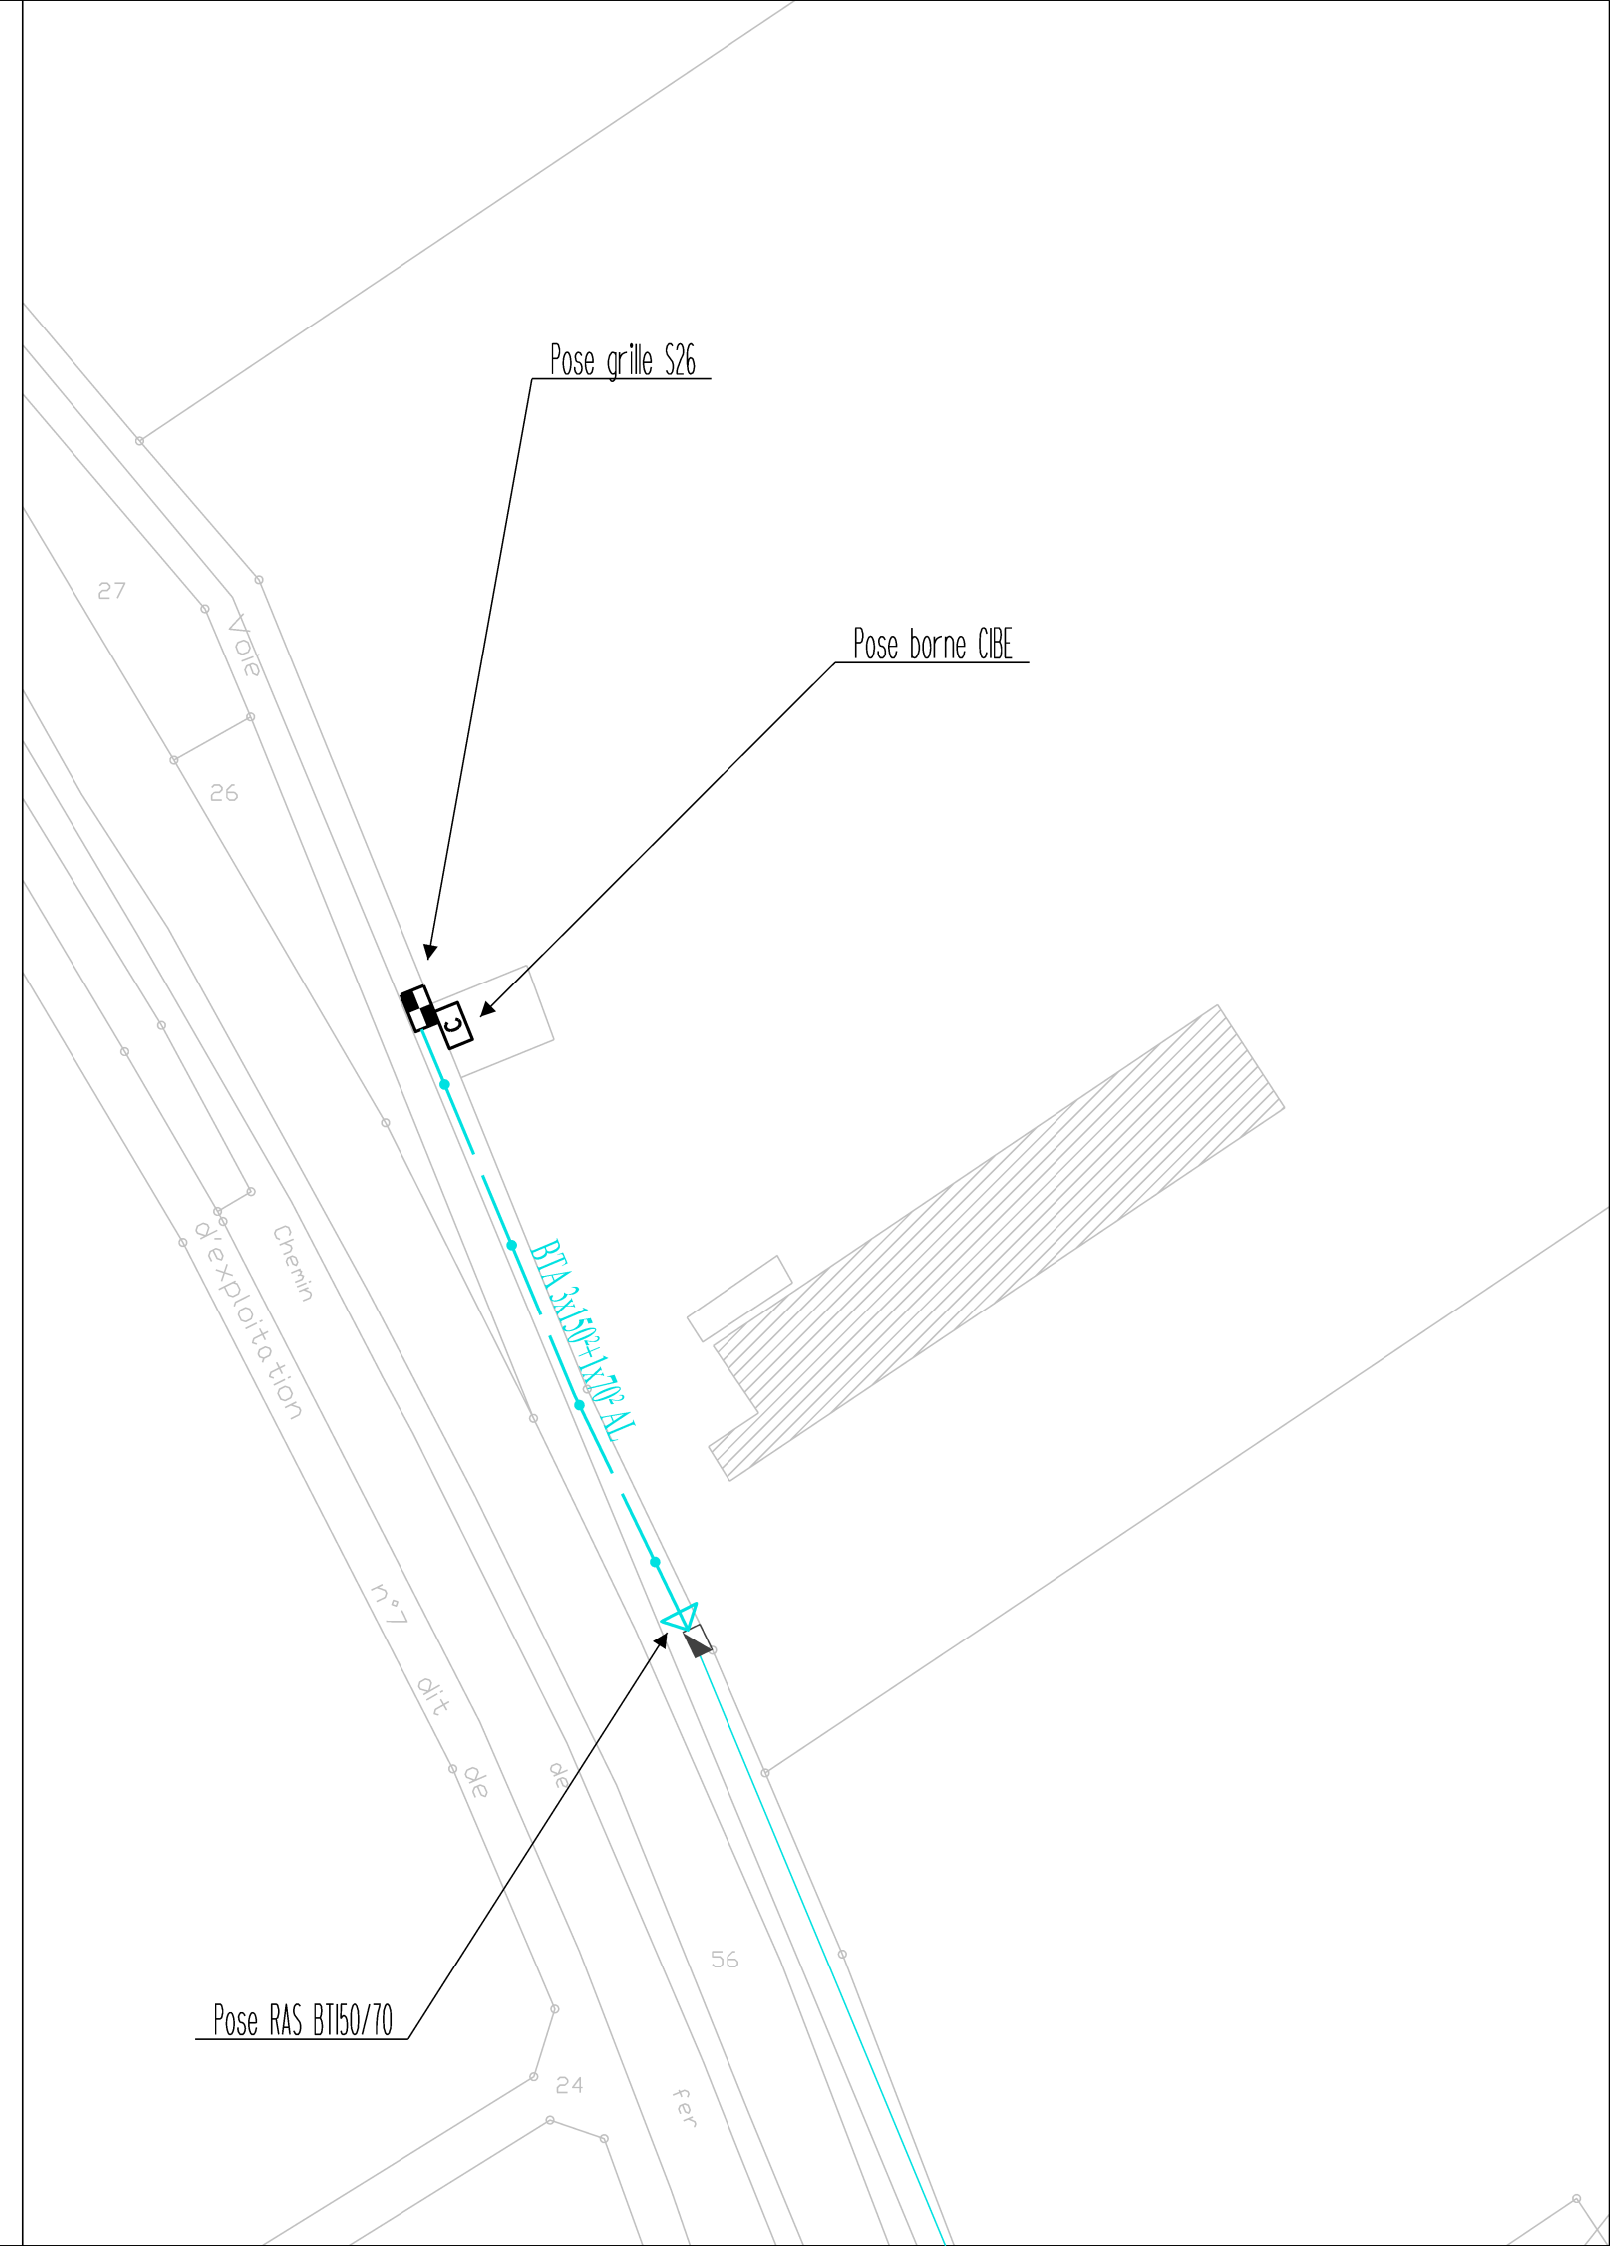 Pose grille S26
27
Voie
Pose borne CIBE
26
BTA 3x150²+1x70² AL
Chemin
d'exploitation
n°7
dit
de
de
56
Pose RAS BT150/70
24
fer
C